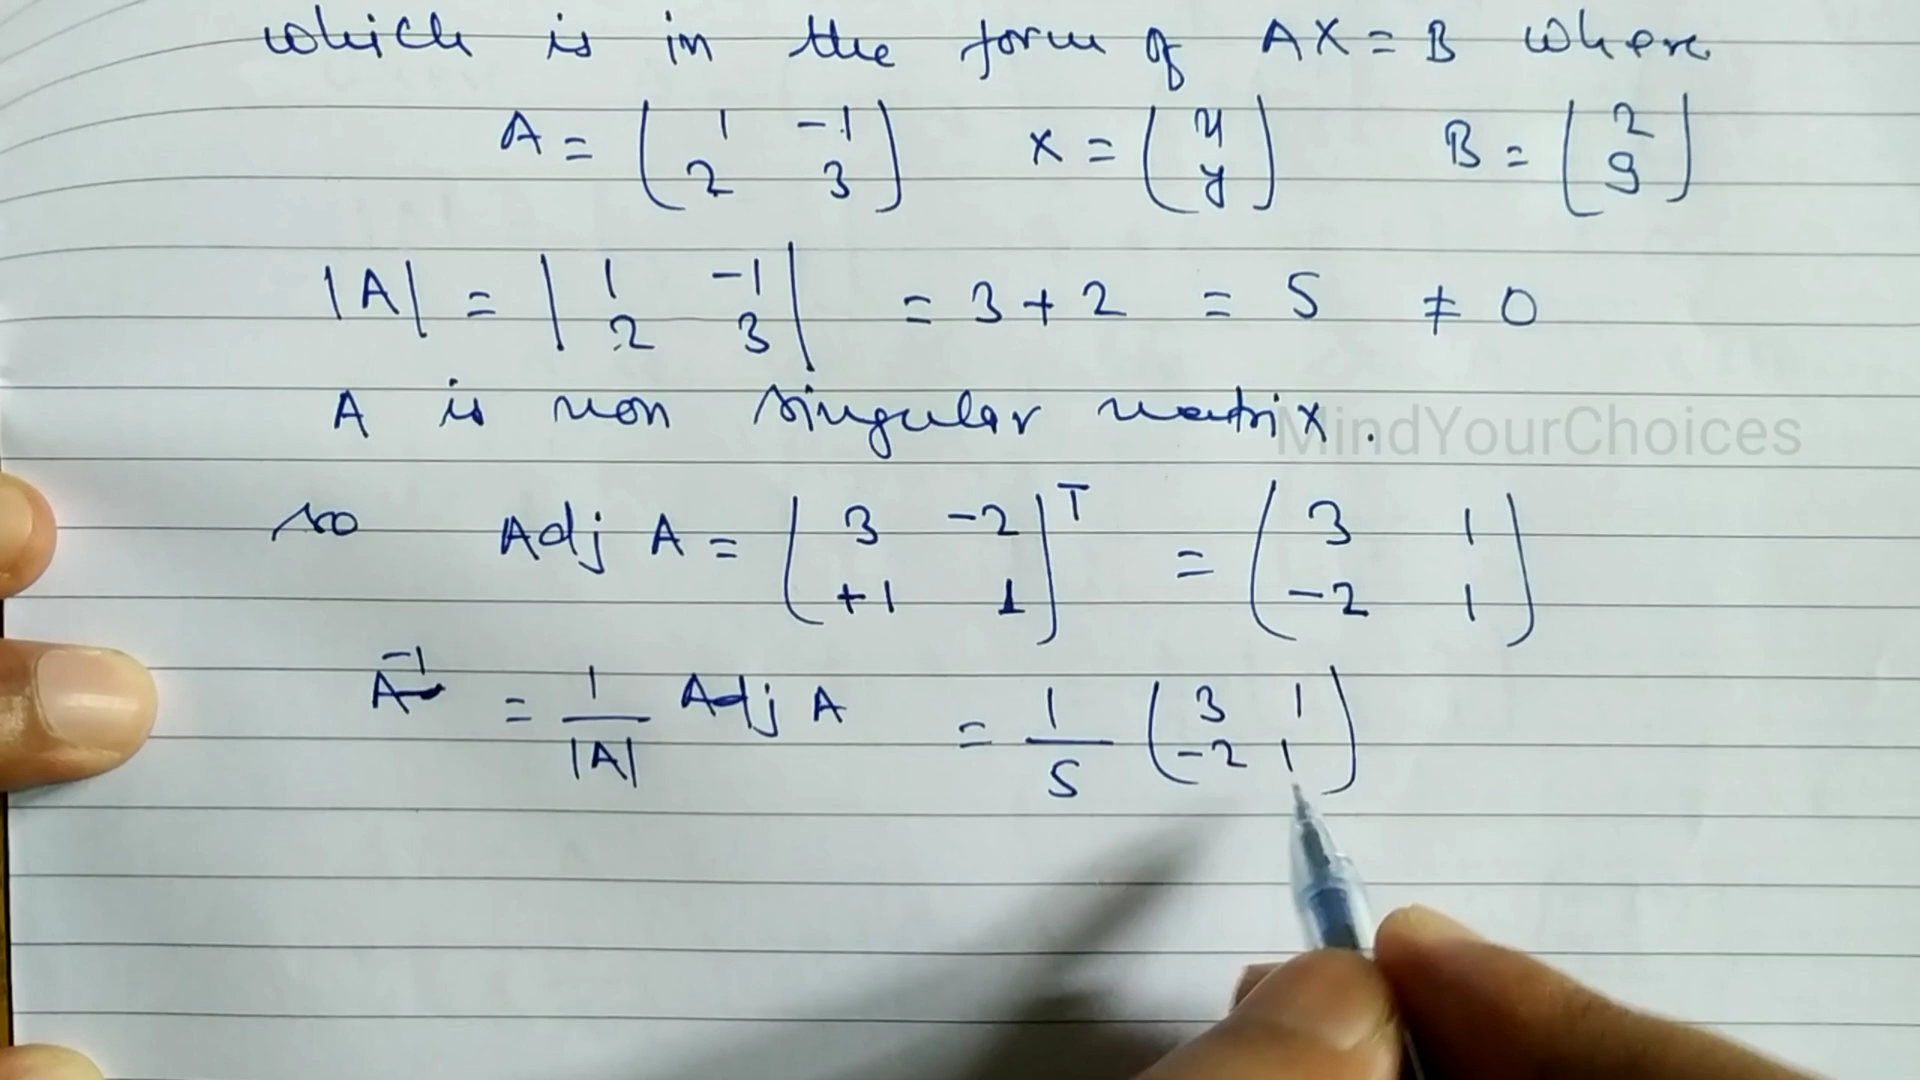 which is in the form of AX = B where
A = ( 1 -1 2 3 ) X = ( x y ) B = ( 2 9 )
|A| = | 1 -1 2 3 | = 3 + 2 = 5 ≠ 0
A is non singular matrix.
MindYourChoices
so Adj A = ( 3 -2 +1 1 )^T = ( 3 1 -2 1 )
A^-1 = 1/|A| Adj A = 1/5 ( 3 1 -2 1 )